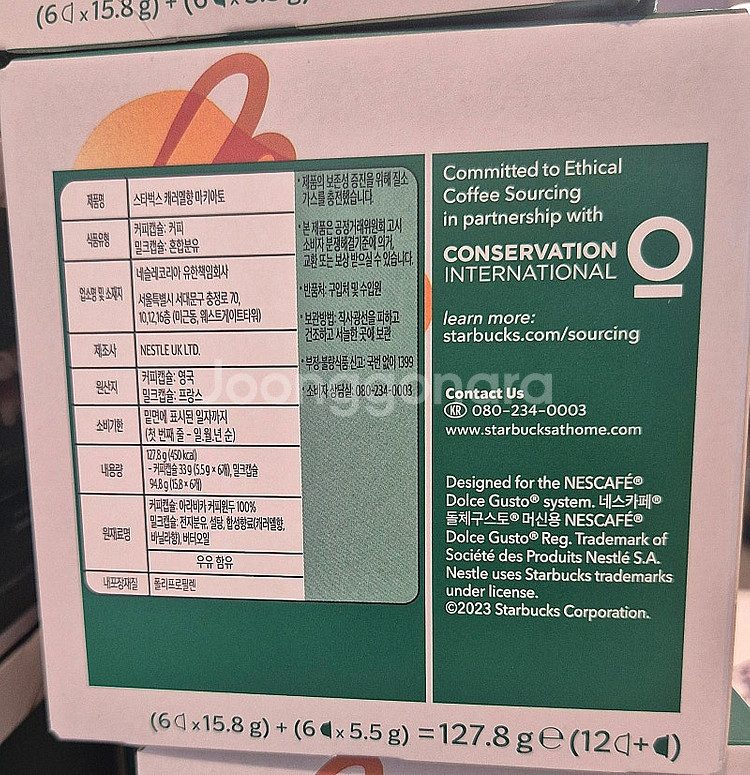 (6 x 15.8 g) + (6
제품명
스타벅스 캐러멜향 마키아토
식품유형
커피캡슐: 커피
밀크캡슐: 혼합분유
업소명 및 소재지
네슬레코리아 유한책임회사
서울특별시 서대문구 충정로 70,
10,12,16층 (미근동, 웨스트게이트타워)
제조사
NESTLE UK LTD.
원산지
커피캡슐: 영국
밀크캡슐: 프랑스
소비기한
밑면에 표시된 일자까지
(첫 번째 줄 - 일.월.년 순)
내용량
127.8 g (450 kcal)
- 커피캡슐 33 g (5.5 g x 6개), 밀크캡슐
94.8 g (15.8 x 6개)
원재료명
커피캡슐: 아라비카 커피원두 100%
밀크캡슐: 전지분유, 설탕, 합성향료(캐러멜향,
바닐라향), 버터오일
우유 함유
내포장재질
폴리프로필렌
• 제품의 보존성 증진을 위해 질소
가스를 충전했습니다.
• 본 제품은 공정거래위원회 고시
소비자 분쟁해결기준에 의거,
교환 또는 보상 받으실 수 있습니다.
• 반품처: 구입처 및 수입원
• 보관방법: 직사광선을 피하고
건조하고 서늘한 곳에 보관
• 부정·불량식품 신고: 국번 없이 1399
• 소비자 상담실: 080-234-0003
Joonggonara
Committed to Ethical
Coffee Sourcing
in partnership with
CONSERVATION
INTERNATIONAL
learn more:
starbucks.com/sourcing
Contact Us
KR 080-234-0003
www.starbucksathome.com
Designed for the NESCAFÉ®
Dolce Gusto® system. 네스카페®
돌체구스토® 머신용 NESCAFÉ®
Dolce Gusto® Reg. Trademark of
Société des Produits Nestlé S.A.
Nestle uses Starbucks trademarks
under license.
©2023 Starbucks Corporation.
(6 x 15.8 g) + (6 x 5.5 g) = 127.8 g ℮ (12 + )